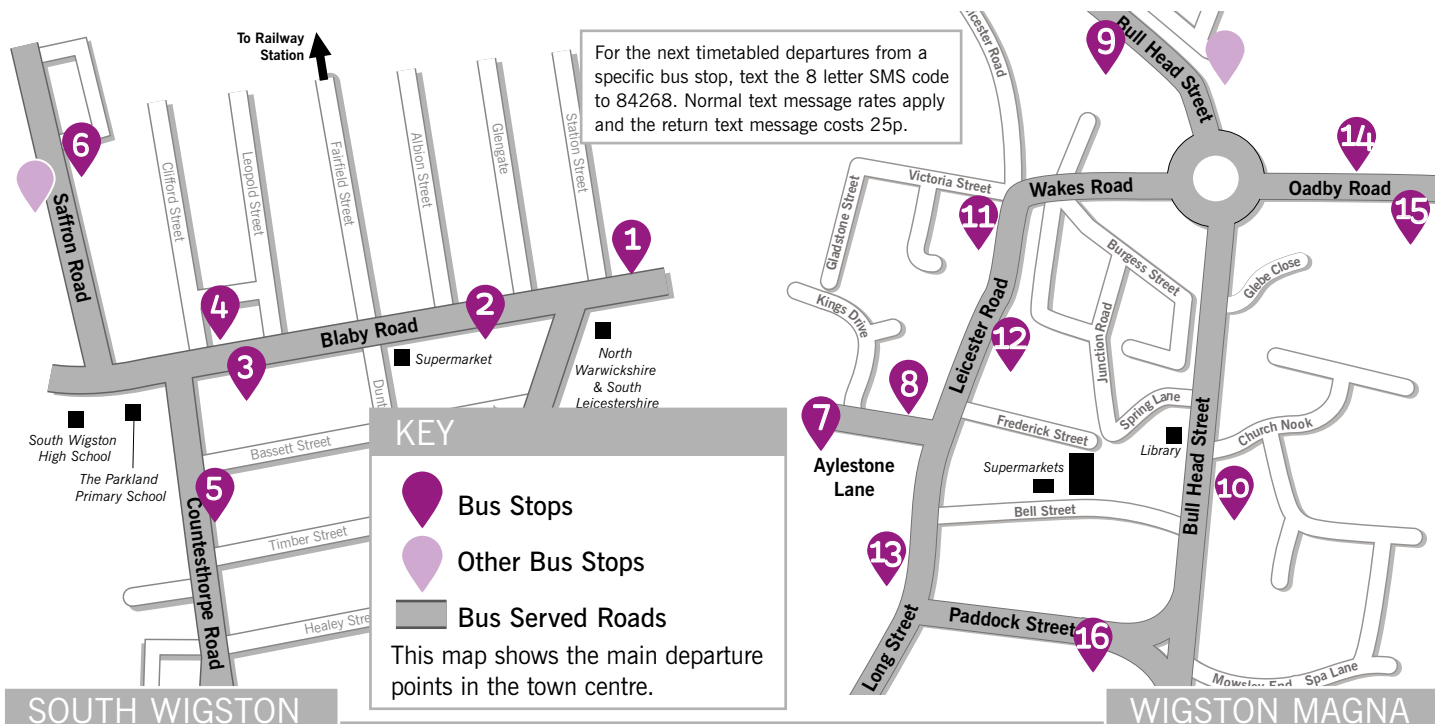 To Railway
Station
For the next timetabled departures from a
specific bus stop, text the 8 letter SMS code
to 84268. Normal text message rates apply
and the return text message costs 25p.
6
Saffron Road
Clifford Street
Leopold Street
Fairfield Street
Albion Street
Glengate
Station Street
1
2
4
3
Blaby Road
Supermarket
North
Warwickshire
& South
Leicestershire
South Wigston
High School
The Parkland
Primary School
Bassett Street
5
Countesthorpe Road
Timber Street
Healey Stre
Dunt
KEY
Bus Stops
Other Bus Stops
Bus Served Roads
This map shows the main departure
points in the town centre.
SOUTH WIGSTON
9
Bull Head Street
icester Road
14
Oadby Road
15
Wakes Road
Victoria Street
11
Gladstone Street
Kings Drive
Burgess Street
Glebe Close
Junction Road
Leicester Road
12
8
7
Aylestone
Lane
Frederick Street
Spring Lane
Library
Church Nook
Supermarkets
Bull Head Street
10
Bell Street
13
Paddock Street
16
Long Street
Mowsley End
Spa Lane
WIGSTON MAGNA